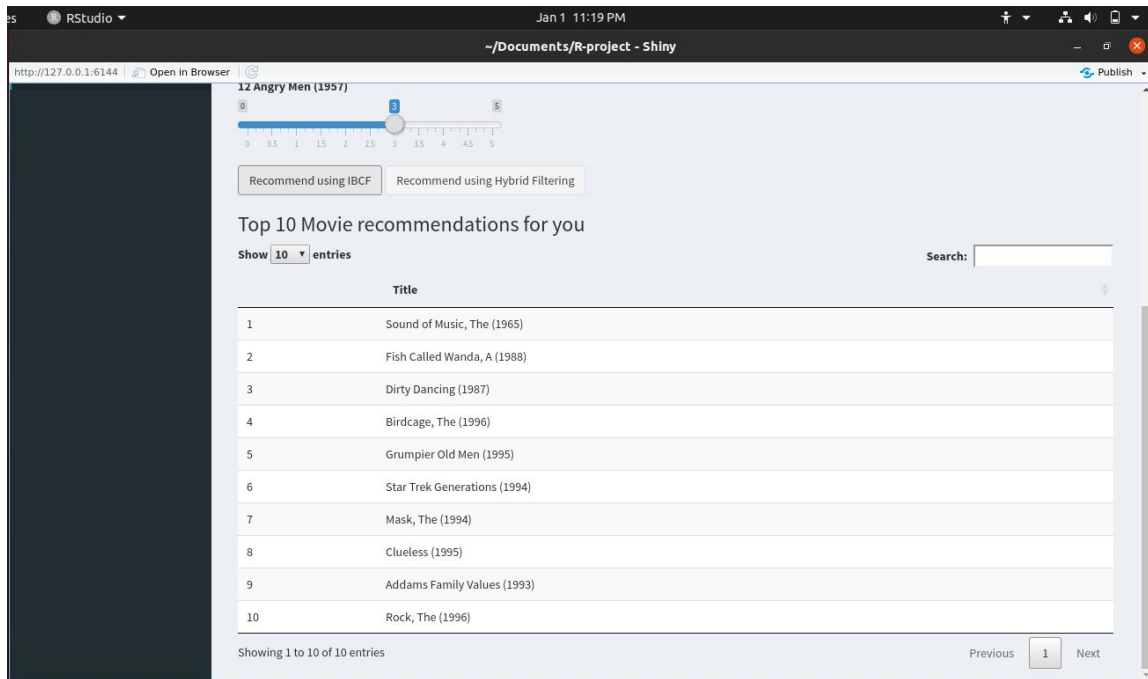 es RStudio Jan 1 11:19 PM
~/Documents/R-project - Shiny
http://127.0.0.1:6144 Open in Browser Publish
12 Angry Men (1957)
0 3 5
0 0.5 1 1.5 2 2.5 3 3.5 4 4.5 5
Recommend using IBCF Recommend using Hybrid Filtering
Top 10 Movie recommendations for you
Show 10 entries Search:
Title
1 Sound of Music, The (1965)
2 Fish Called Wanda, A (1988)
3 Dirty Dancing (1987)
4 Birdcage, The (1996)
5 Grumpier Old Men (1995)
6 Star Trek Generations (1994)
7 Mask, The (1994)
8 Clueless (1995)
9 Addams Family Values (1993)
10 Rock, The (1996)
Showing 1 to 10 of 10 entries Previous 1 Next